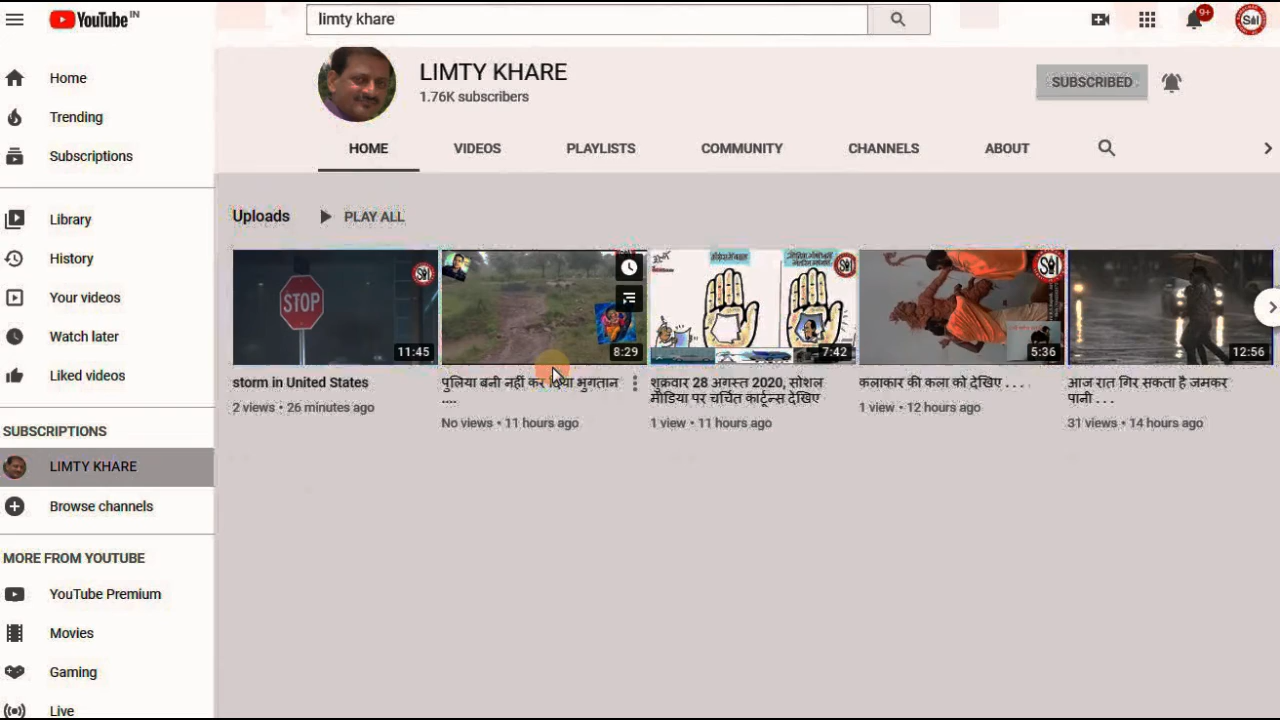 YouTube IN
limty khare
9+
Home
Trending
Subscriptions
Library
History
Your videos
Watch later
Liked videos
SUBSCRIPTIONS
LIMTY KHARE
Browse channels
MORE FROM YOUTUBE
YouTube Premium
Movies
Gaming
Live
LIMTY KHARE
1.76K subscribers
SUBSCRIBED
HOME VIDEOS PLAYLISTS COMMUNITY CHANNELS ABOUT
Uploads PLAY ALL
STOP
11:45
8:29
7:42
5:36
12:56
storm in United States
2 views • 26 minutes ago
पुलिया बनी नहीं कर दिया भुगतान
....
No views • 11 hours ago
शुक्रवार 28 अगस्त 2020, सोशल
मीडिया पर चर्चित कार्टून्स देखिए
1 view • 11 hours ago
कलाकार की कला को देखिए . . . .
1 view • 12 hours ago
आज रात गिर सकता है जमकर
पानी . . .
31 views • 14 hours ago